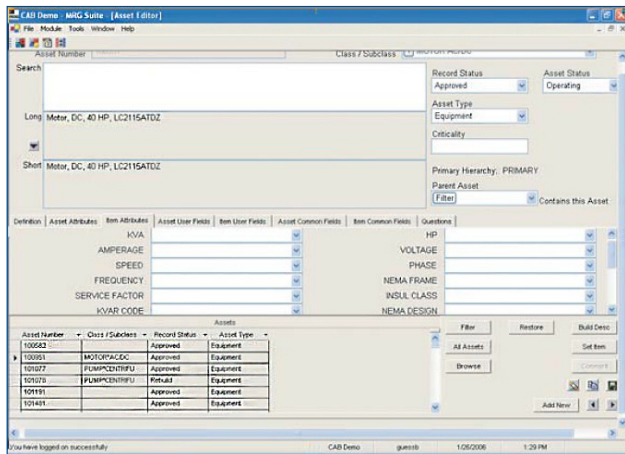 CAB Demo - MRG Suite - [Asset Editor]
File Module Tools Window Help
Asset Number Class / Subclass MOTOR AC/DC
Search
Record Status Asset Status
Approved Operating
Asset Type
Long Motor, DC, 40 HP, LC2115ATDZ Equipment
Criticality
Short Motor, DC, 40 HP, LC2115ATDZ
Primary Hierarchy: PRIMARY
Parent Asset
Filter Contains this Asset
Definition Asset Attributes Item Attributes Asset User Fields Item User Fields Asset Common Fields Item Common Fields Questions
KVA HP
AMPERAGE VOLTAGE
SPEED PHASE
FREQUENCY NEMA FRAME
SERVICE FACTOR INSUL CLASS
KVAR CODE NEMA DESIGN
Assets
Asset Number Class / Subclass Record Status Asset Type Filter Restore Build Desc
100582 Approved Equipment
100851 MOTOR*AC/DC Approved Equipment All Assets Set Item
101077 PUMP*CENTRIFU Approved Equipment
101078 PUMP*CENTRIFU Rebuild Equipment Browse Comment
101191 Approved Equipment
101481 Approved Equipment Add New
You have logged on successfully CAB Demo guessb 1/26/2006 1:29 PM